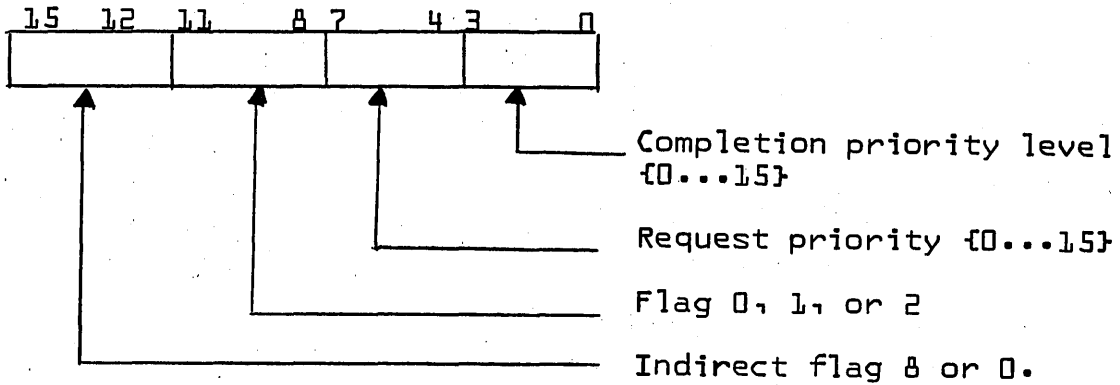 15 12 11 8 7 4 3 0
Completion priority level
{0...15}
Request priority {0...15}
Flag 0, 1, or 2
Indirect flag 8 or 0.